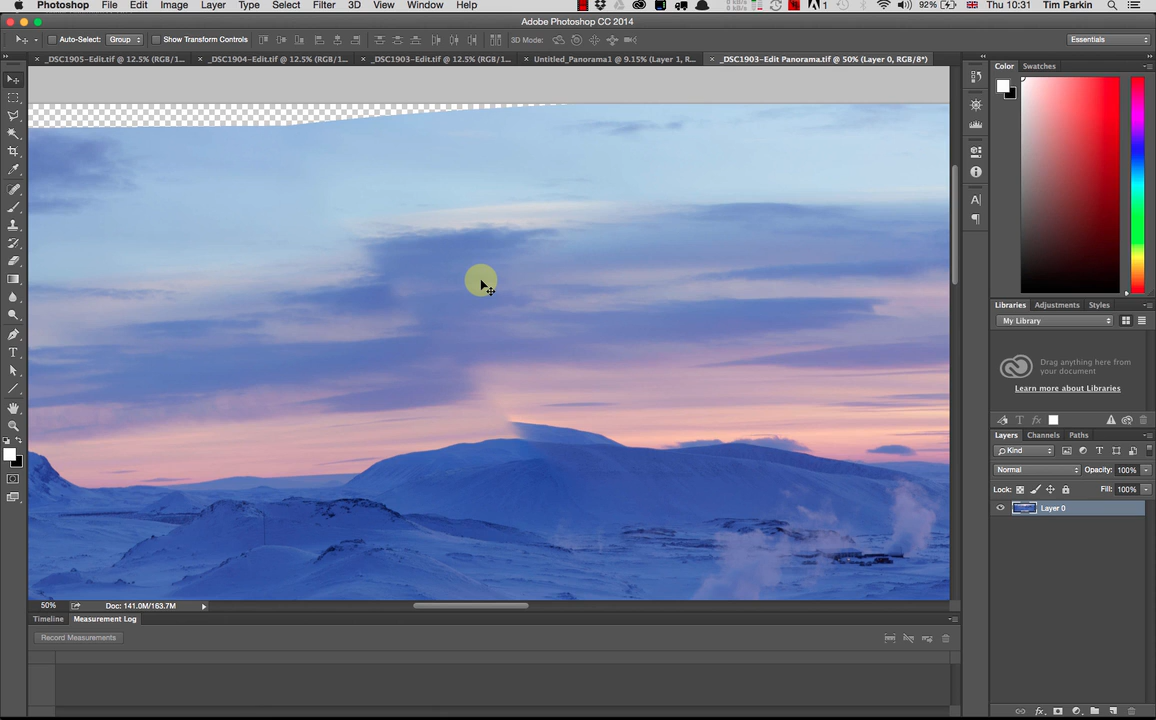 Photoshop File Edit Image Layer Type Select Filter 3D View Window Help 92% Thu 10:31 Tim Parkin
Adobe Photoshop CC 2014
Auto-Select: Group Show Transform Controls 3D Mode: Essentials
_DSC1905-Edit.tif @ 12.5% (RGB/1... _DSC1904-Edit.tif @ 12.5% (RGB/1... _DSC1903-Edit.tif @ 12.5% (RGB/1... Untitled_Panorama1 @ 9.15% (Layer 1, R... _DSC1903-Edit Panorama.tif @ 50% (Layer 0, RGB/8*)
Color Swatches
Libraries Adjustments Styles
My Library
Drag anything here from
your document
Learn more about Libraries
Layers Channels Paths
Kind
Normal Opacity: 100%
Lock: Fill: 100%
Layer 0
50% Doc: 141.0M/163.7M
Timeline Measurement Log
Record Measurements